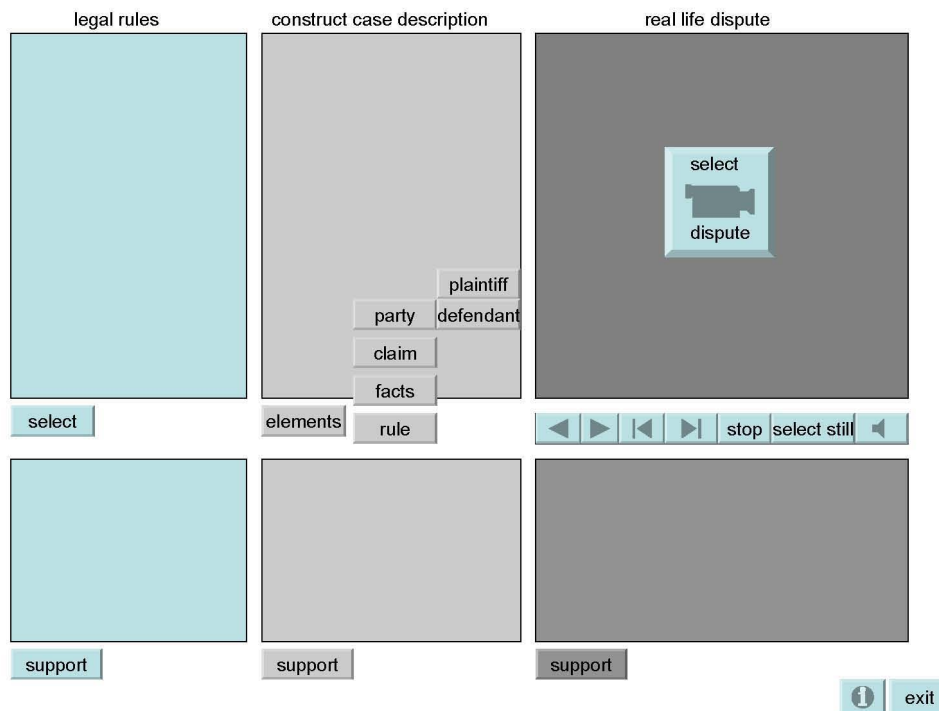 legal rules
construct case description
real life dispute
select
dispute
plaintiff
party
defendant
claim
facts
select
elements
rule
stop
select still
support
support
support
i
exit